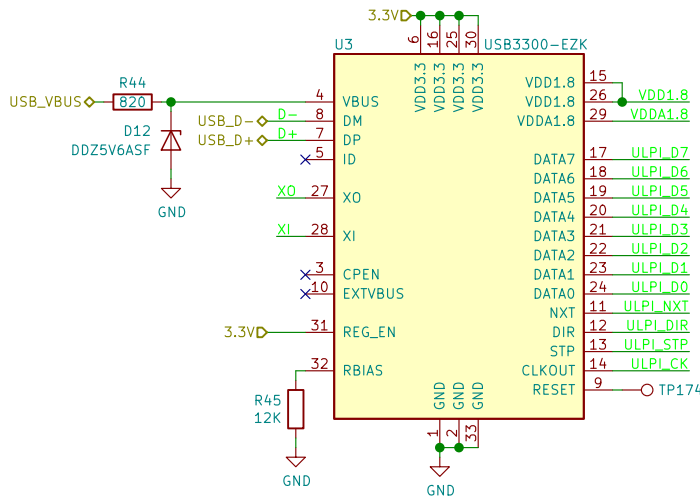 3.3V
U3
USB3300-EZK
6
16
25
30
VDD3.3
VDD3.3
VDD3.3
VDD3.3
R44
820
USB_VBUS
4
VBUS
USB_D-
D-
8
DM
USB_D+
D+
7
DP
5
ID
D12
DDZ5V6ASF
GND
XO
27
XO
XI
28
XI
3
CPEN
10
EXTVBUS
3.3V
31
REG_EN
32
RBIAS
R45
12K
GND
VDD1.8
15
VDD1.8
26
VDD1.8
VDDA1.8
29
VDDA1.8
DATA7
17
ULPI_D7
DATA6
18
ULPI_D6
DATA5
19
ULPI_D5
DATA4
20
ULPI_D4
DATA3
21
ULPI_D3
DATA2
22
ULPI_D2
DATA1
23
ULPI_D1
DATA0
24
ULPI_D0
NXT
11
ULPI_NXT
DIR
12
ULPI_DIR
STP
13
ULPI_STP
CLKOUT
14
ULPI_CK
RESET
9
TP174
GND
GND
GND
1
2
33
GND